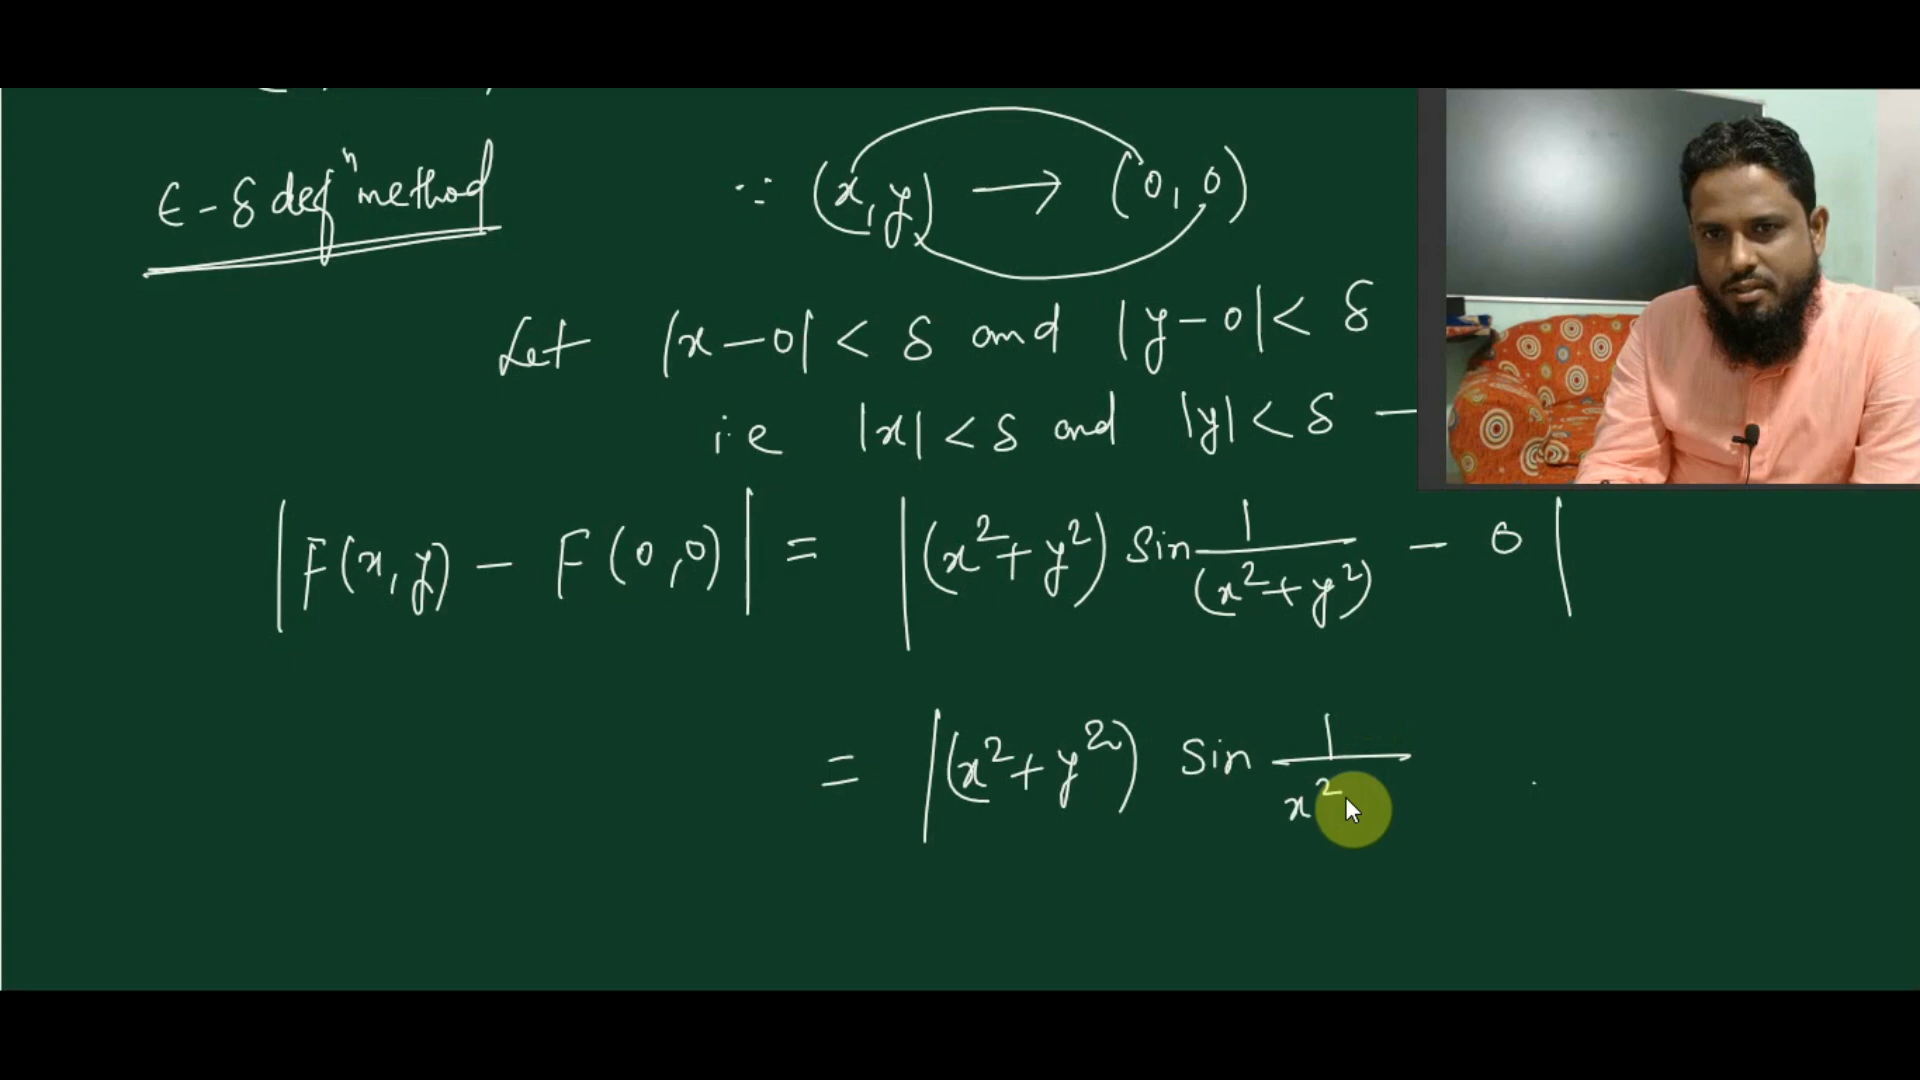 ϵ - δ defⁿ method
∵ (x, y) → (0, 0)
Let |x - 0| < δ and |y - 0| < δ
i.e |x| < δ and |y| < δ —
|F(x, y) - F(0, 0)| = |(x² + y²) Sin 1/(x² + y²) - 0|
= |(x² + y²) Sin 1/x²